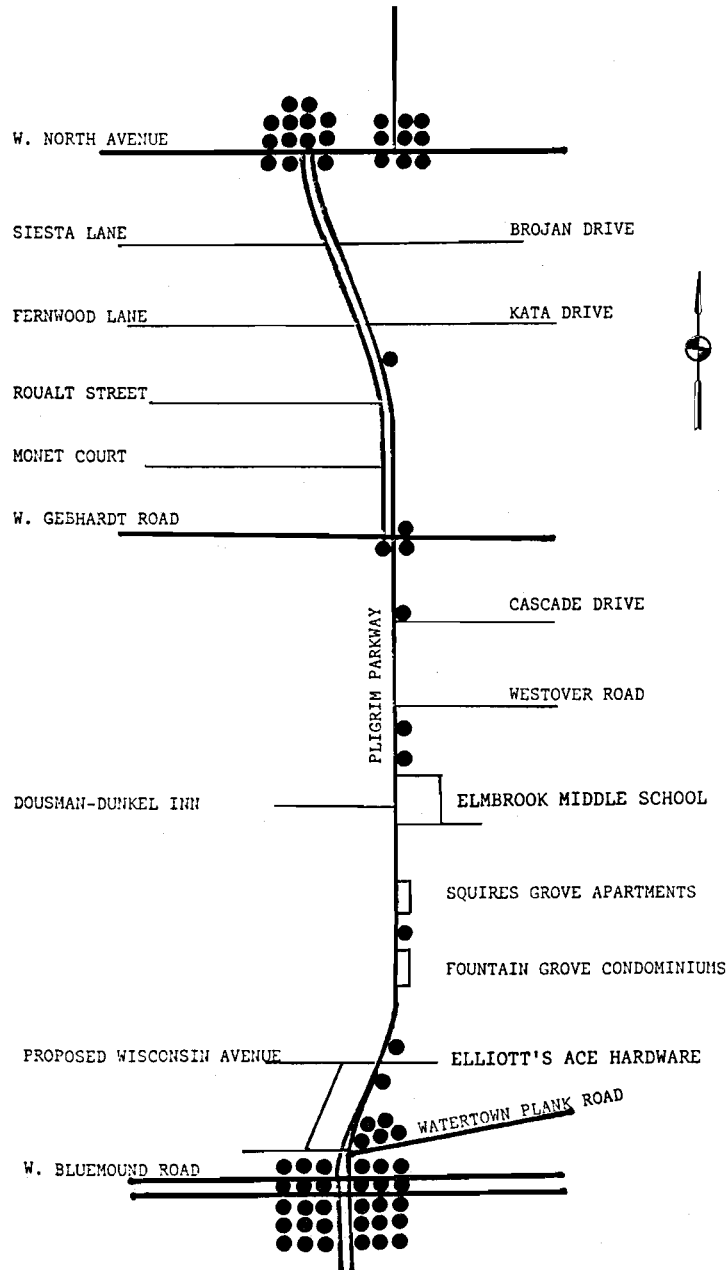 W. NORTH AVENUE
SIESTA LANE
BROJAN DRIVE
FERNWOOD LANE
KATA DRIVE
ROUALT STREET
MONET COURT
W. GEBHARDT ROAD
CASCADE DRIVE
PLIGRIM PARKWAY
WESTOVER ROAD
DOUSMAN-DUNKEL INN
ELMBROOK MIDDLE SCHOOL
SQUIRES GROVE APARTMENTS
FOUNTAIN GROVE CONDOMINIUMS
PROPOSED WISCONSIN AVENUE
ELLIOTT'S ACE HARDWARE
WATERTOWN PLANK ROAD
W. BLUEMOUND ROAD